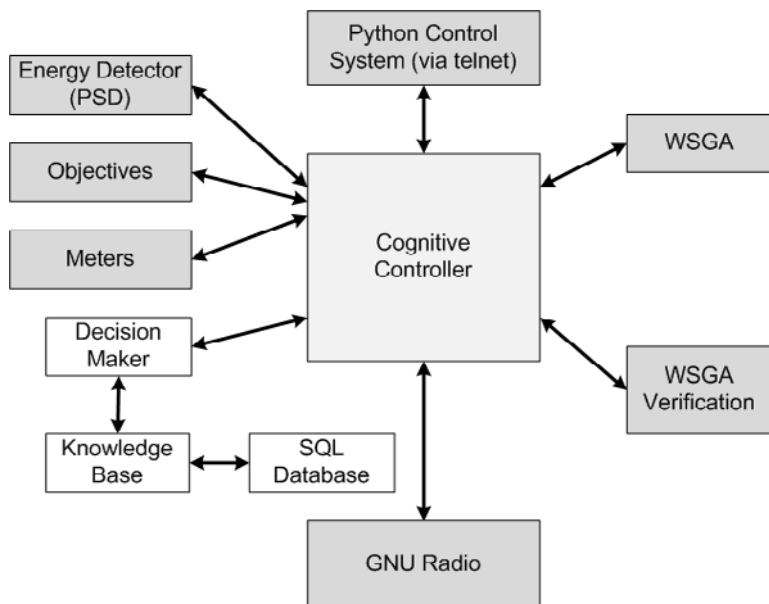 Python Control
System (via telnet)
Energy Detector
(PSD)
WSGA
Objectives
Cognitive
Controller
Meters
Decision
Maker
WSGA
Verification
Knowledge
Base
SQL
Database
GNU Radio